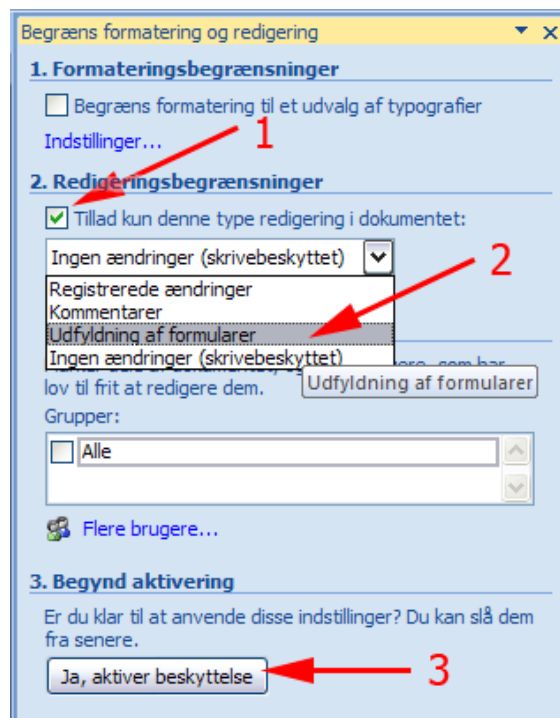 Begræns formatering og redigering
1. Formateringsbegrænsninger
Begræns formatering til et udvalg af typografier
Indstillinger...
1
2. Redigeringsbegrænsninger
Tillad kun denne type redigering i dokumentet:
Ingen ændringer (skrivebeskyttet)
2
Registrerede ændringer
Kommentarer
Udfyldning af formularer
Ingen ændringer (skrivebeskyttet)
som har
Udfyldning af formularer
lov til frit at redigere dem.
Grupper:
Alle
Flere brugere...
3. Begynd aktivering
Er du klar til at anvende disse indstillinger? Du kan slå dem
fra senere.
Ja, aktiver beskyttelse
3